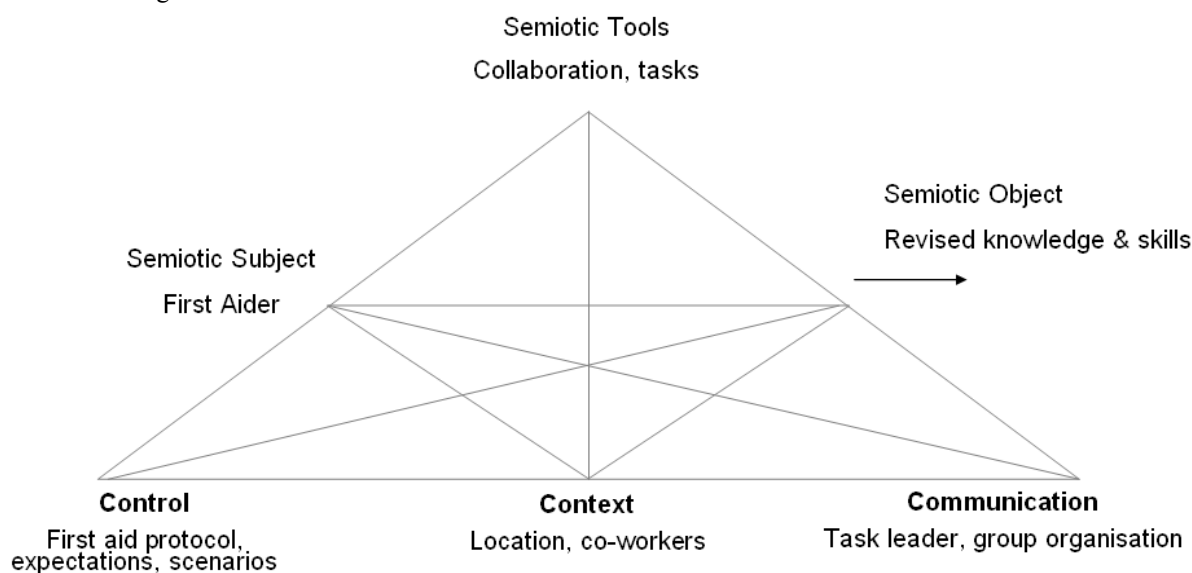 Semiotic Tools
Collaboration, tasks
Semiotic Object
Revised knowledge & skills
Semiotic Subject
First Aider
Control
First aid protocol,
expectations, scenarios
Context
Location, co-workers
Communication
Task leader, group organisation